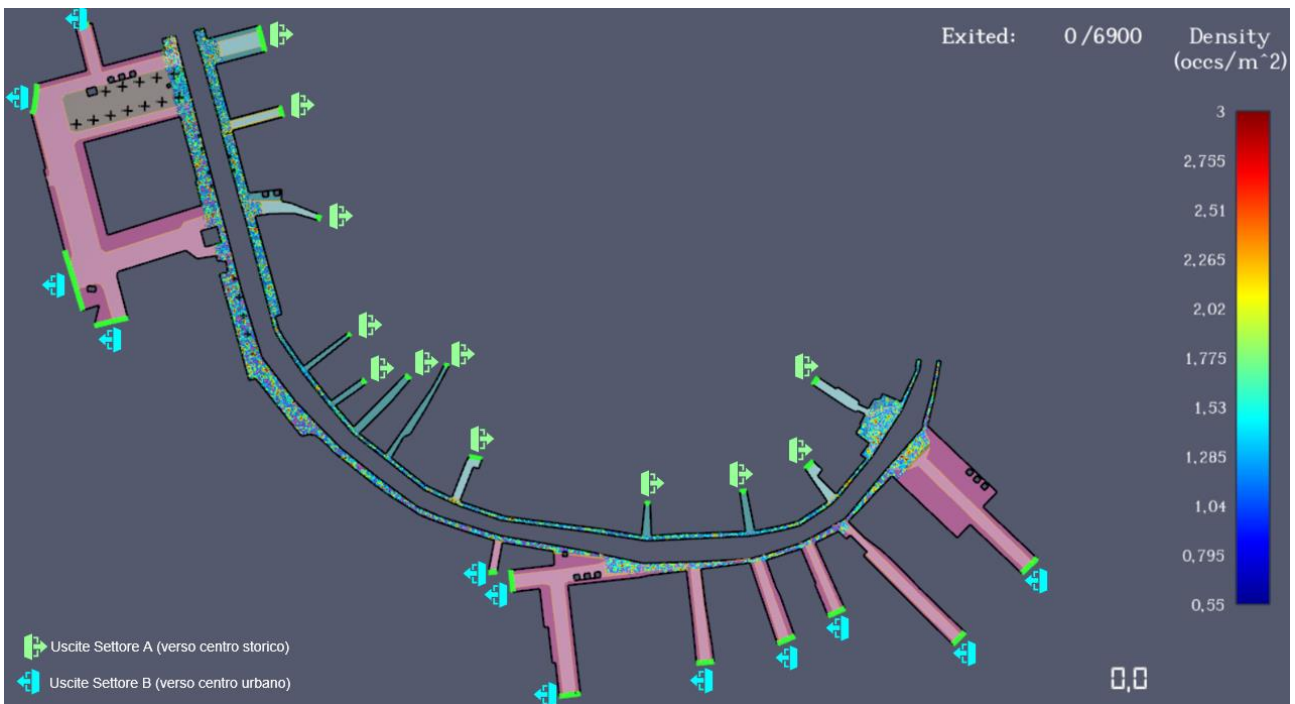 Exited: 0/6900
Density
(occs/m^2)
3
2,755
2,51
2,265
2,02
1,775
1,53
1,285
1,04
0,795
0,55
Uscite Settore A (verso centro storico)
Uscite Settore B (verso centro urbano)
0,0